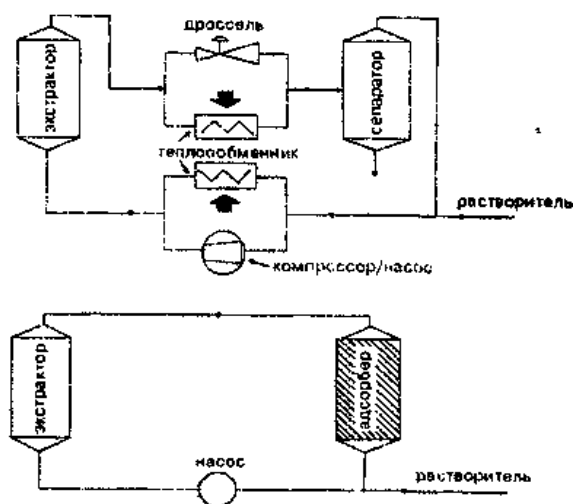 дроссель
экстрактор
сепаратор
теплообменник
растворитель
компрессор/насос
экстрактор
адсорбер
насос
растворитель